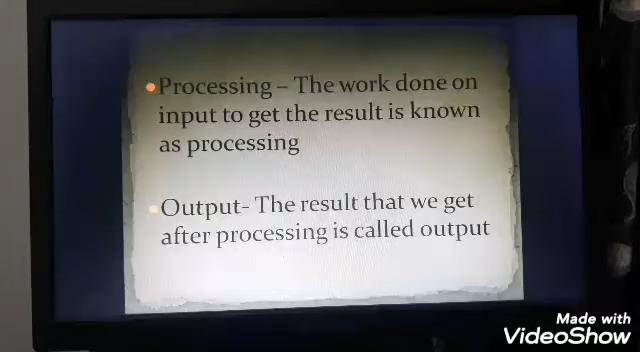 Processing – The work done on
input to get the result is known
as processing
Output- The result that we get
after processing is called output
Made with
VideoShow